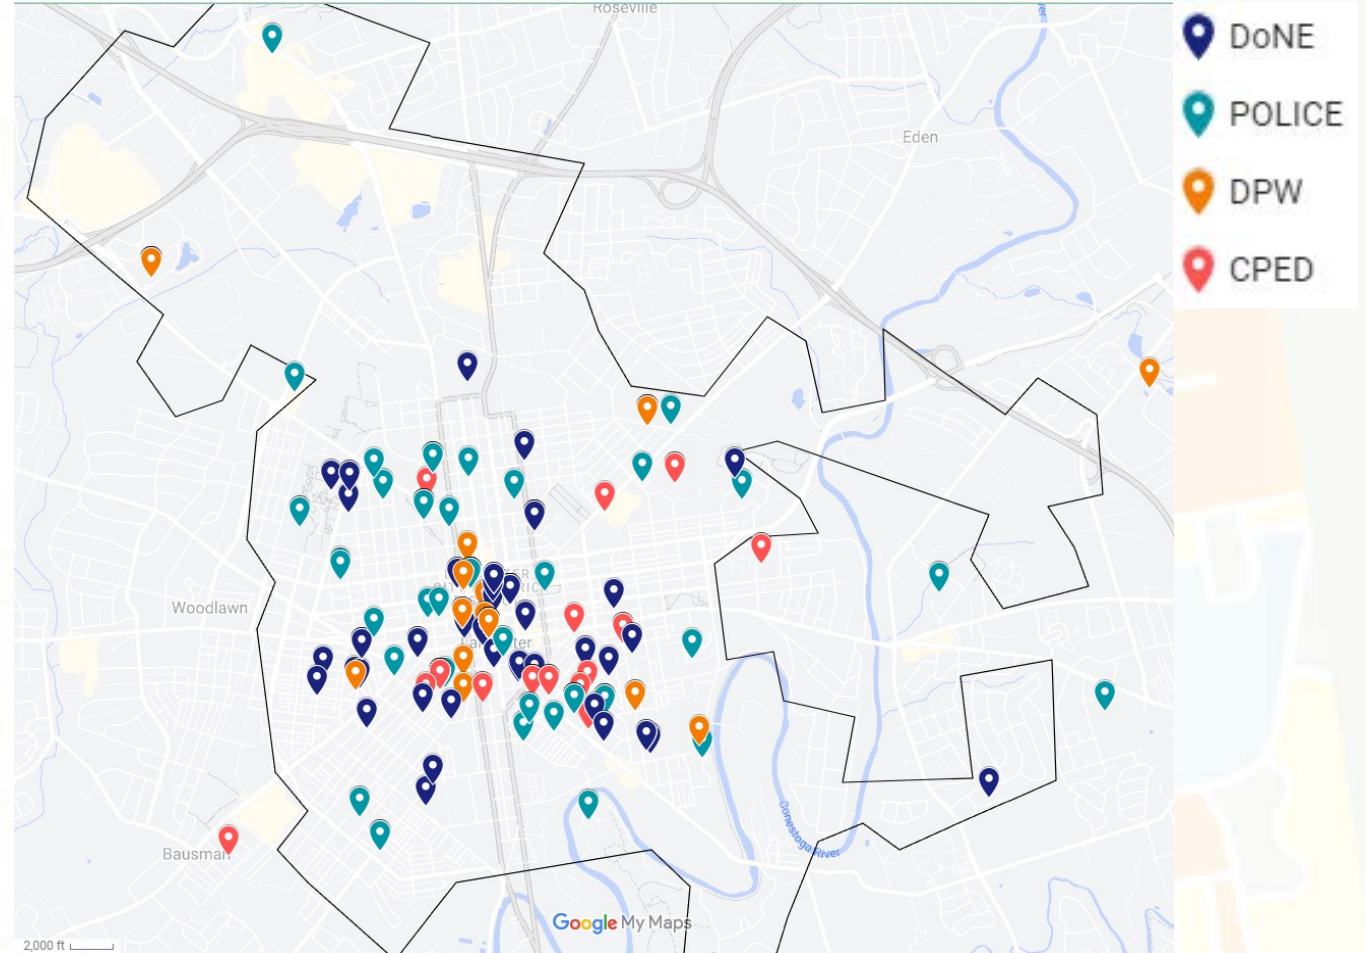 Roseville
Eden
Woodlawn
Bausman
Conestoga River
Google My Maps
2,000 ft
DoNE
POLICE
DPW
CPED